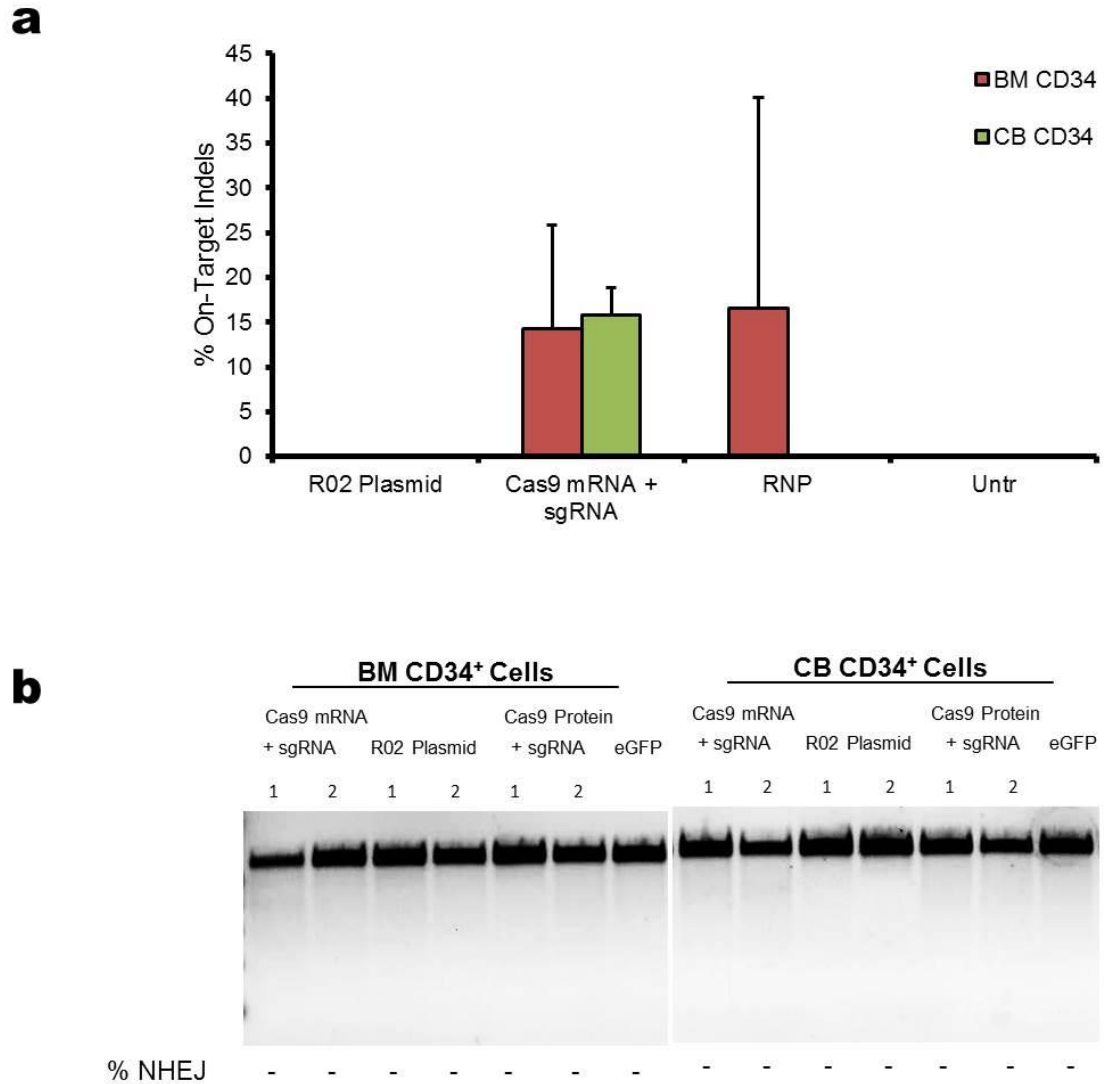 a
45
40
35
30
25
20
15
10
5
0
% On-Target Indels
BM CD34
CB CD34
R02 Plasmid
Cas9 mRNA +
sgRNA
RNP
Untr
b
BM CD34+ Cells
Cas9 mRNA
+ sgRNA
R02 Plasmid
Cas9 Protein
+ sgRNA
eGFP
1 2 1 2 1 2
CB CD34+ Cells
Cas9 mRNA
+ sgRNA
R02 Plasmid
Cas9 Protein
+ sgRNA
eGFP
1 2 1 2 1 2
% NHEJ - - - - - - - - - - - - - -